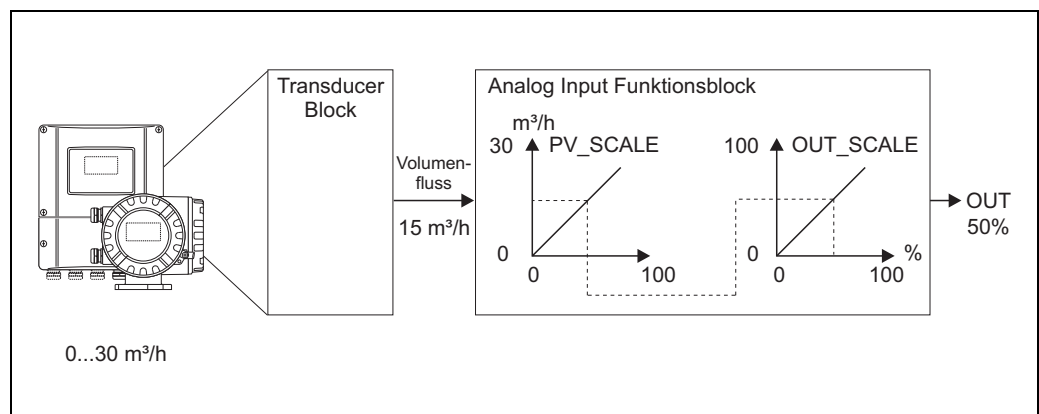 Transducer
Block
Analog Input Funktionsblock
m³/h
30
PV_SCALE
0
0
100
100
OUT_SCALE
0
0
100
%
Volumen-
fluss
15 m³/h
OUT
50%
0...30 m³/h